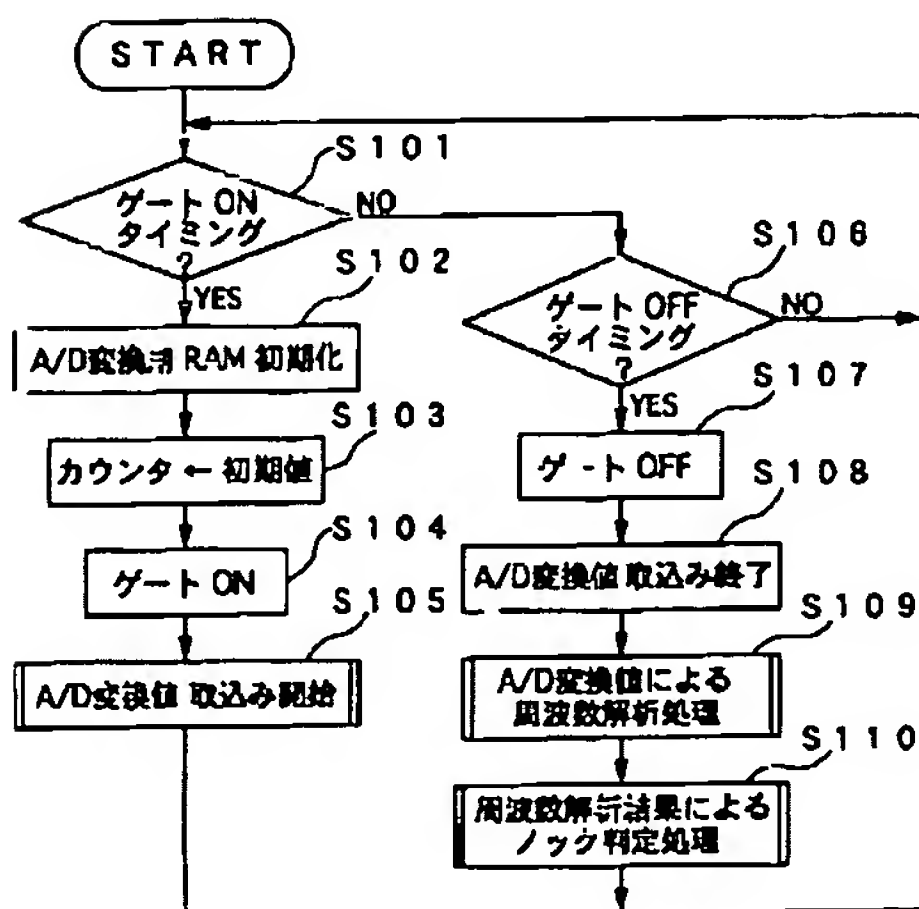 START
S101
ゲート ON
タイミング
?
NO
YES
S102
A/D変換用 RAM 初期化
S103
カウンタ ← 初期値
S104
ゲート ON
S105
A/D変換値 取込み開始
S106
ゲート OFF
タイミング
?
NO
YES
S107
ゲート OFF
S108
A/D変換値 取込み終了
S109
A/D変換値による
周波数解析処理
S110
周波数解析結果による
ノック判定処理